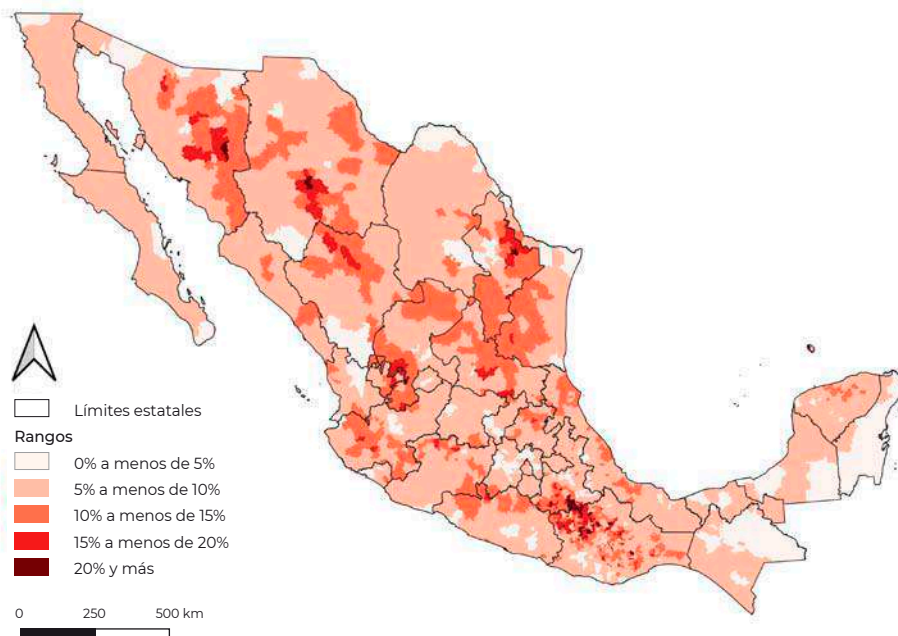 Límites estatales
Rangos
0% a menos de 5%
5% a menos de 10%
10% a menos de 15%
15% a menos de 20%
20% y más
0 250 500 km